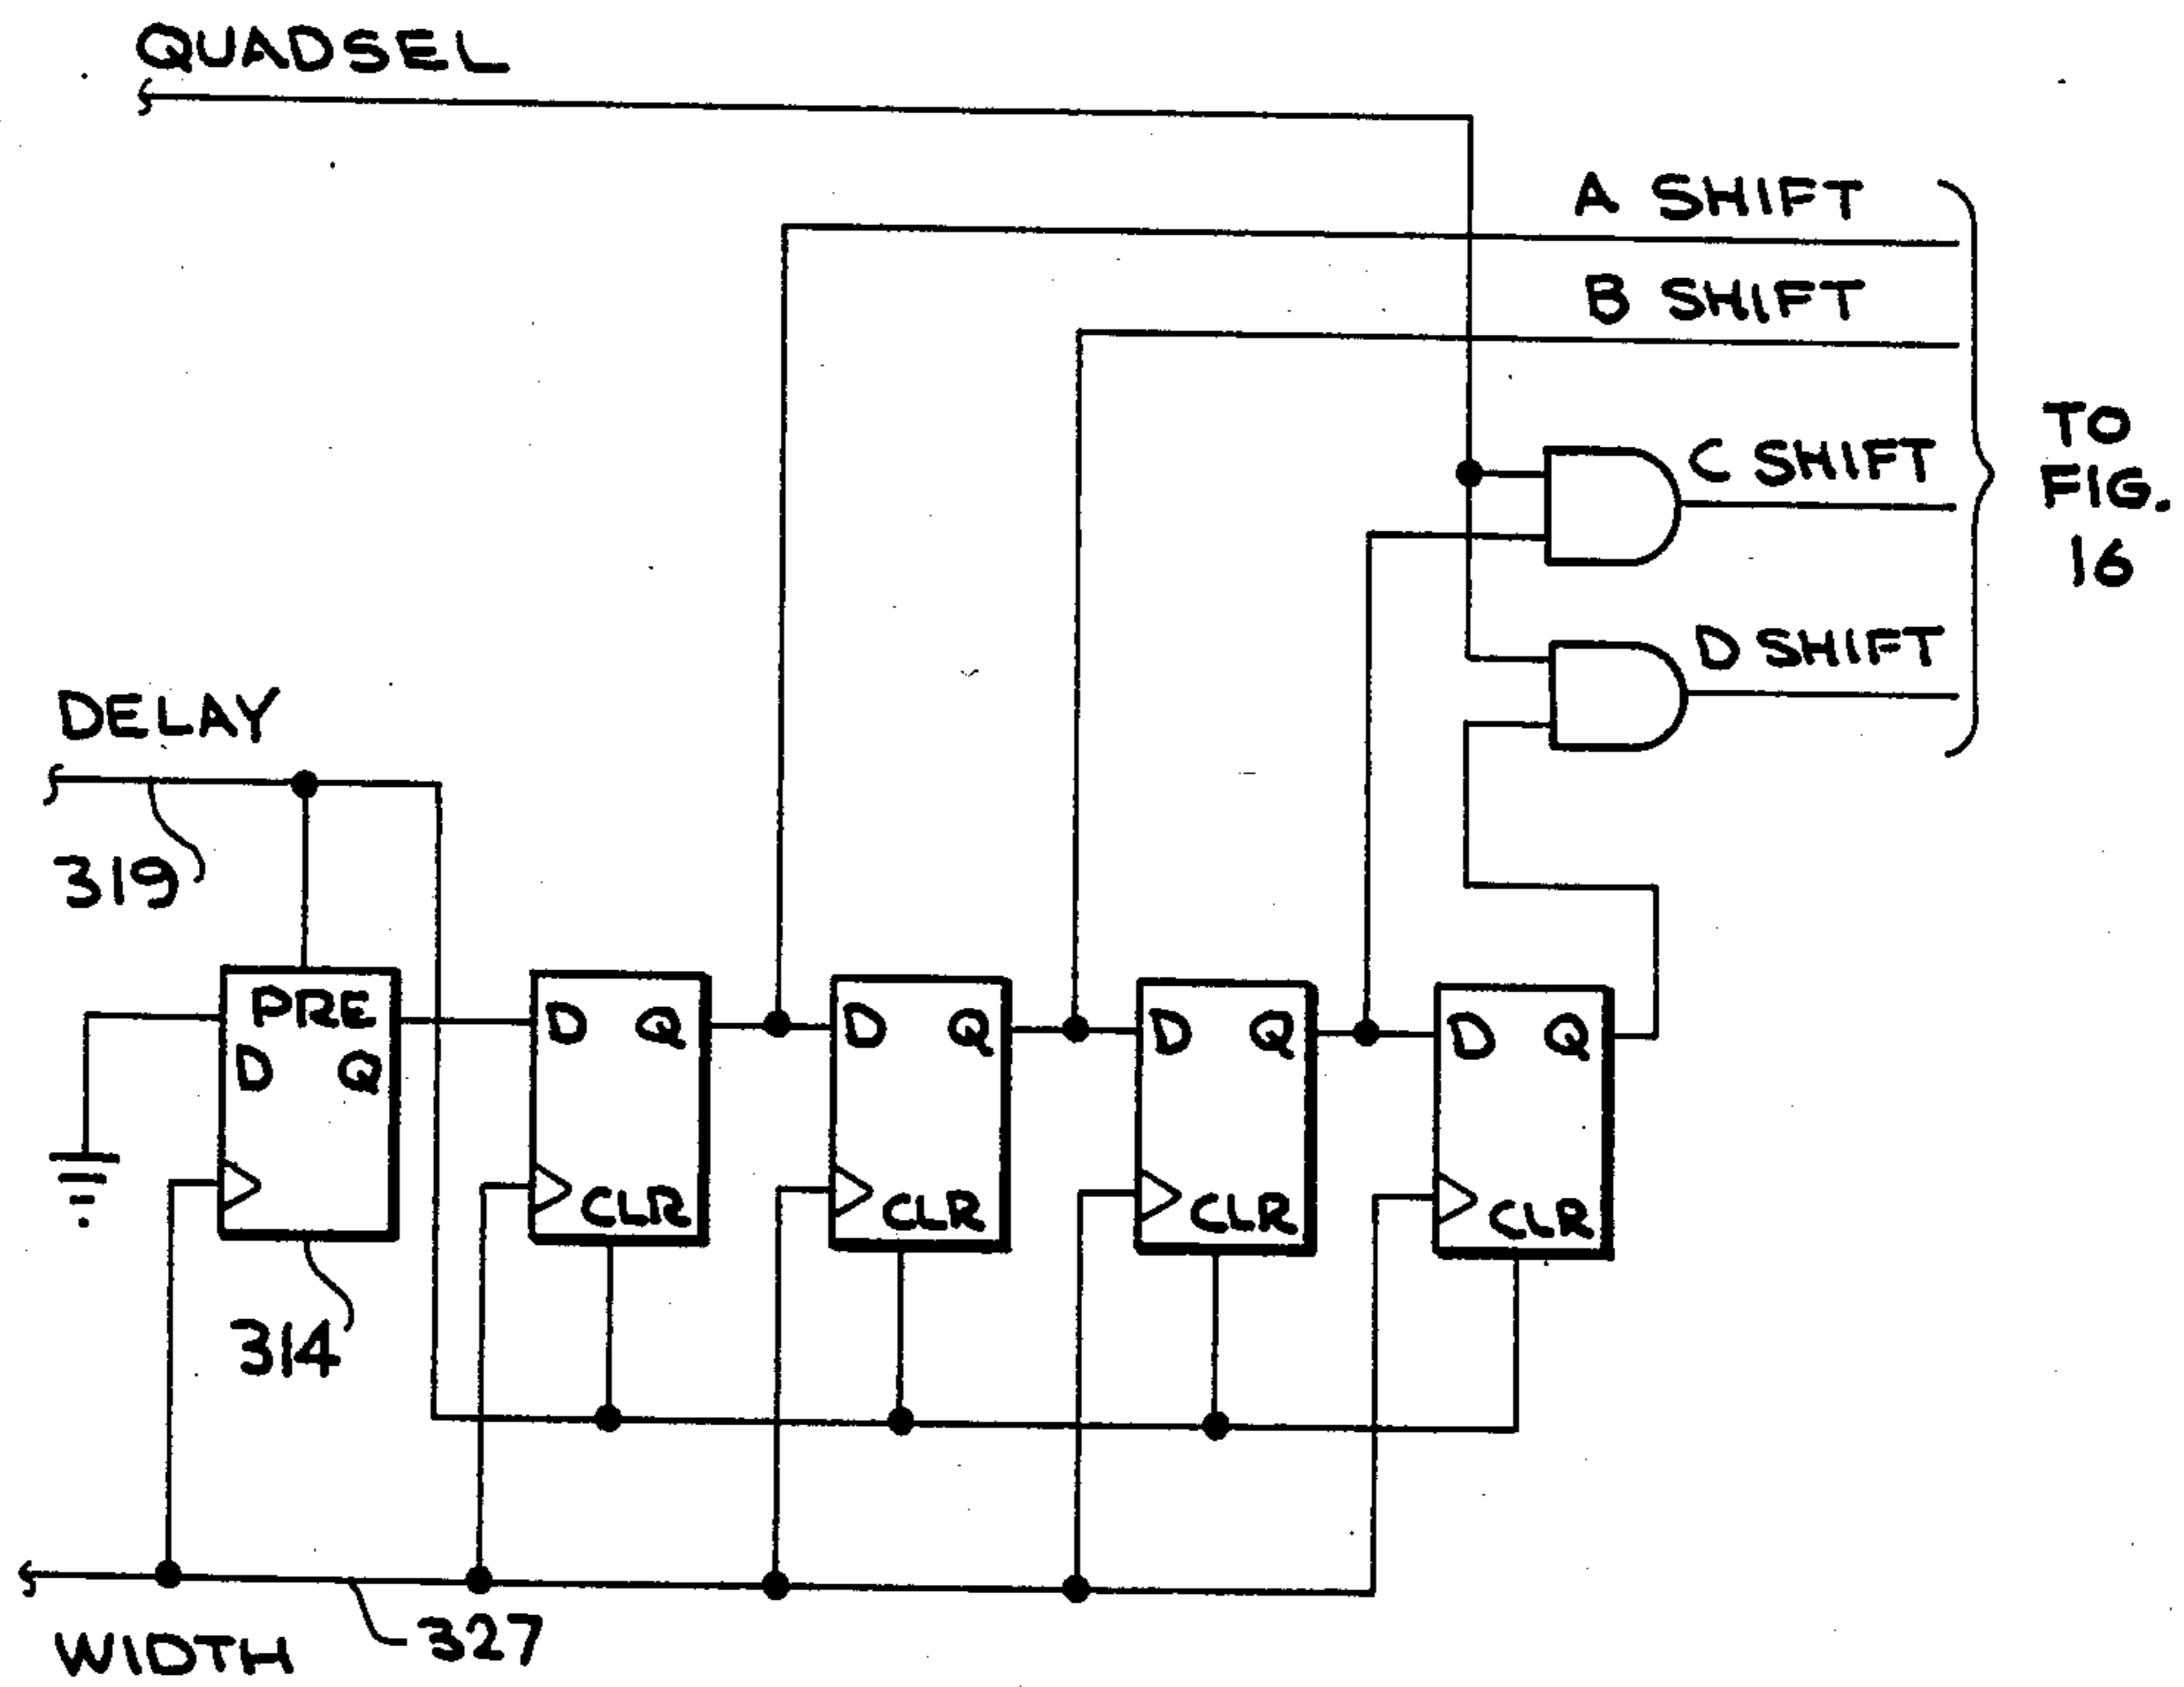 QUADSEL
A SHIFT
B SHIFT
C SHIFT
D SHIFT
TO
FIG.
16
DELAY
319
PRE
D Q
D Q
CLR
D Q
CLR
D Q
CLR
D Q
CLR
314
327
WIDTH